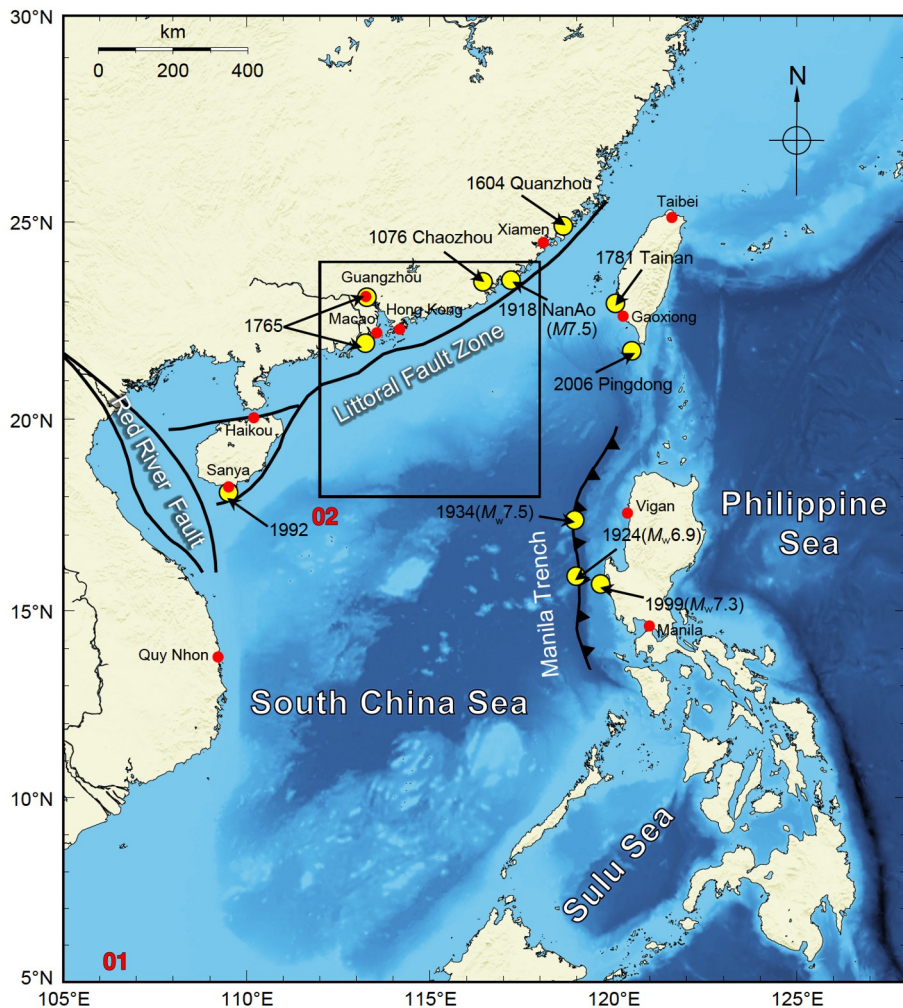 30°N
km
0 200 400
N
1604 Quanzhou
25°N
Taibei
Xiamen
1076 Chaozhou
1781 Tainan
Guangzhou
1918 NanAo
(M7.5)
Hong Kong
Macao
1765
Gaoxiong
Littoral Fault Zone
2006 Pingdong
20°N
Haikou
Red River Fault
Sanya
1992
02
1934(Mw7.5)
Vigan
1924(Mw6.9)
Philippine
Sea
Manila Trench
15°N
1999(Mw7.3)
Manila
Quy Nhon
South China Sea
10°N
Sulu Sea
01
5°N
105°E 110°E 115°E 120°E 125°E